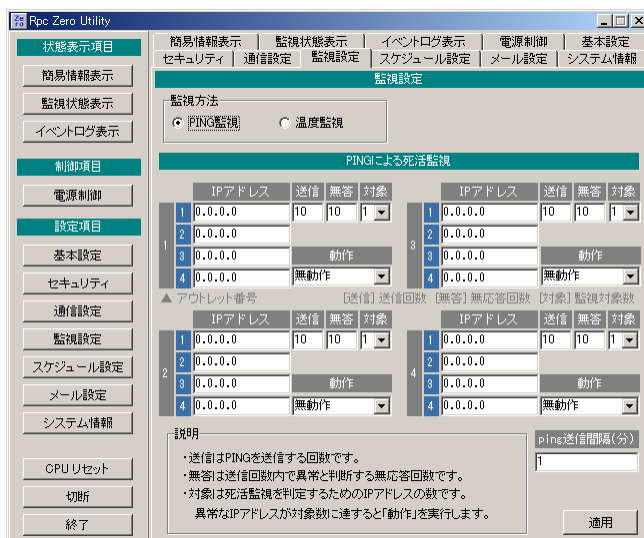 Rpc Zero Utility
状態表示項目
簡易情報表示
監視状態表示
イベントログ表示
制御項目
電源制御
設定項目
基本設定
セキュリティ
通信設定
監視設定
スケジュール設定
メール設定
システム情報
CPUリセット
切断
終了
簡易情報表示 監視状態表示 イベントログ表示 電源制御 基本設定
セキュリティ 通信設定 監視設定 スケジュール設定 メール設定 システム情報
監視設定
監視方法
PING監視 温度監視
PINGによる死活監視
IPアドレス 送信 無答 対象
1
1 0.0.0.0 10 10 1
2 0.0.0.0
3 0.0.0.0 動作
4 0.0.0.0 無動作
IPアドレス 送信 無答 対象
3
1 0.0.0.0 10 10 1
2 0.0.0.0
3 0.0.0.0 動作
4 0.0.0.0 無動作
▲ アウトレット番号 [送信] 送信回数 [無答] 無応答回数 [対象] 監視対象数
IPアドレス 送信 無答 対象
2
1 0.0.0.0 10 10 1
2 0.0.0.0
3 0.0.0.0 動作
4 0.0.0.0 無動作
IPアドレス 送信 無答 対象
4
1 0.0.0.0 10 10 1
2 0.0.0.0
3 0.0.0.0 動作
4 0.0.0.0 無動作
説明
・送信はPINGを送信する回数です。
・無答は送信回数内で異常と判断する無応答回数です。
・対象は死活監視を判定するためのIPアドレスの数です。
異常なIPアドレスが対象数に達すると「動作」を実行します。
ping送信間隔(分)
1
適用